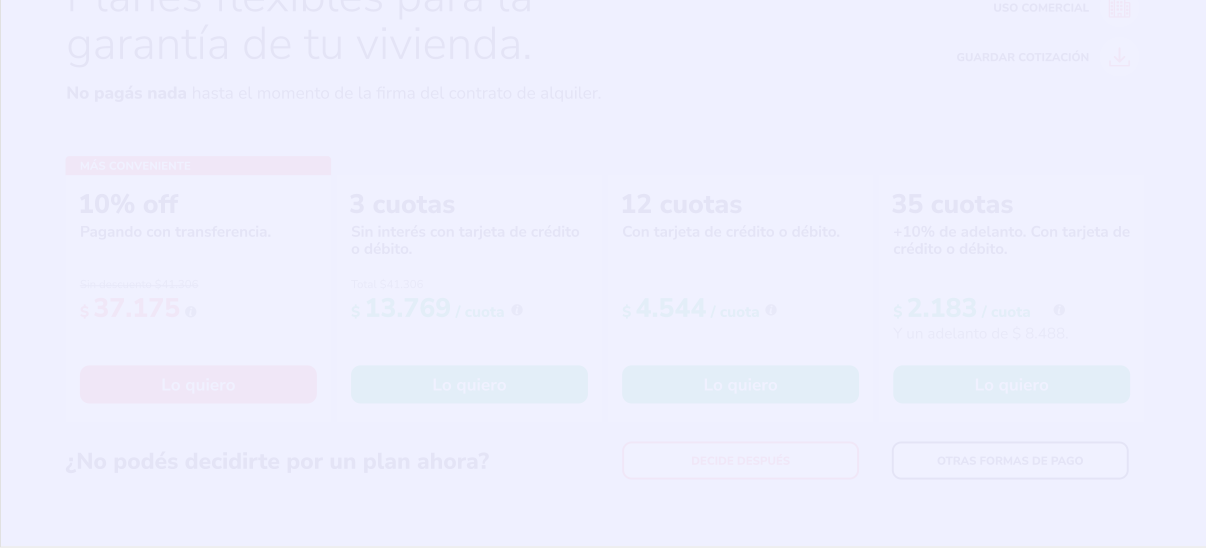 Planes flexibles para la
garantía de tu vivienda.
No pagás nada hasta el momento de la firma del contrato de alquiler.
USO COMERCIAL
GUARDAR COTIZACIÓN
MÁS CONVENIENTE
10% off
Pagando con transferencia.
Sin descuento $41.306
$ 37.175
Lo quiero
3 cuotas
Sin interés con tarjeta de crédito
o débito.
Total $41.306
$ 13.769 / cuota
Lo quiero
12 cuotas
Con tarjeta de crédito o débito.
$ 4.544 / cuota
Lo quiero
35 cuotas
+10% de adelanto. Con tarjeta de
crédito o débito.
$ 2.183 / cuota
Y un adelanto de $ 8.488.
Lo quiero
¿No podés decidirte por un plan ahora?
DECIDE DESPUÉS
OTRAS FORMAS DE PAGO